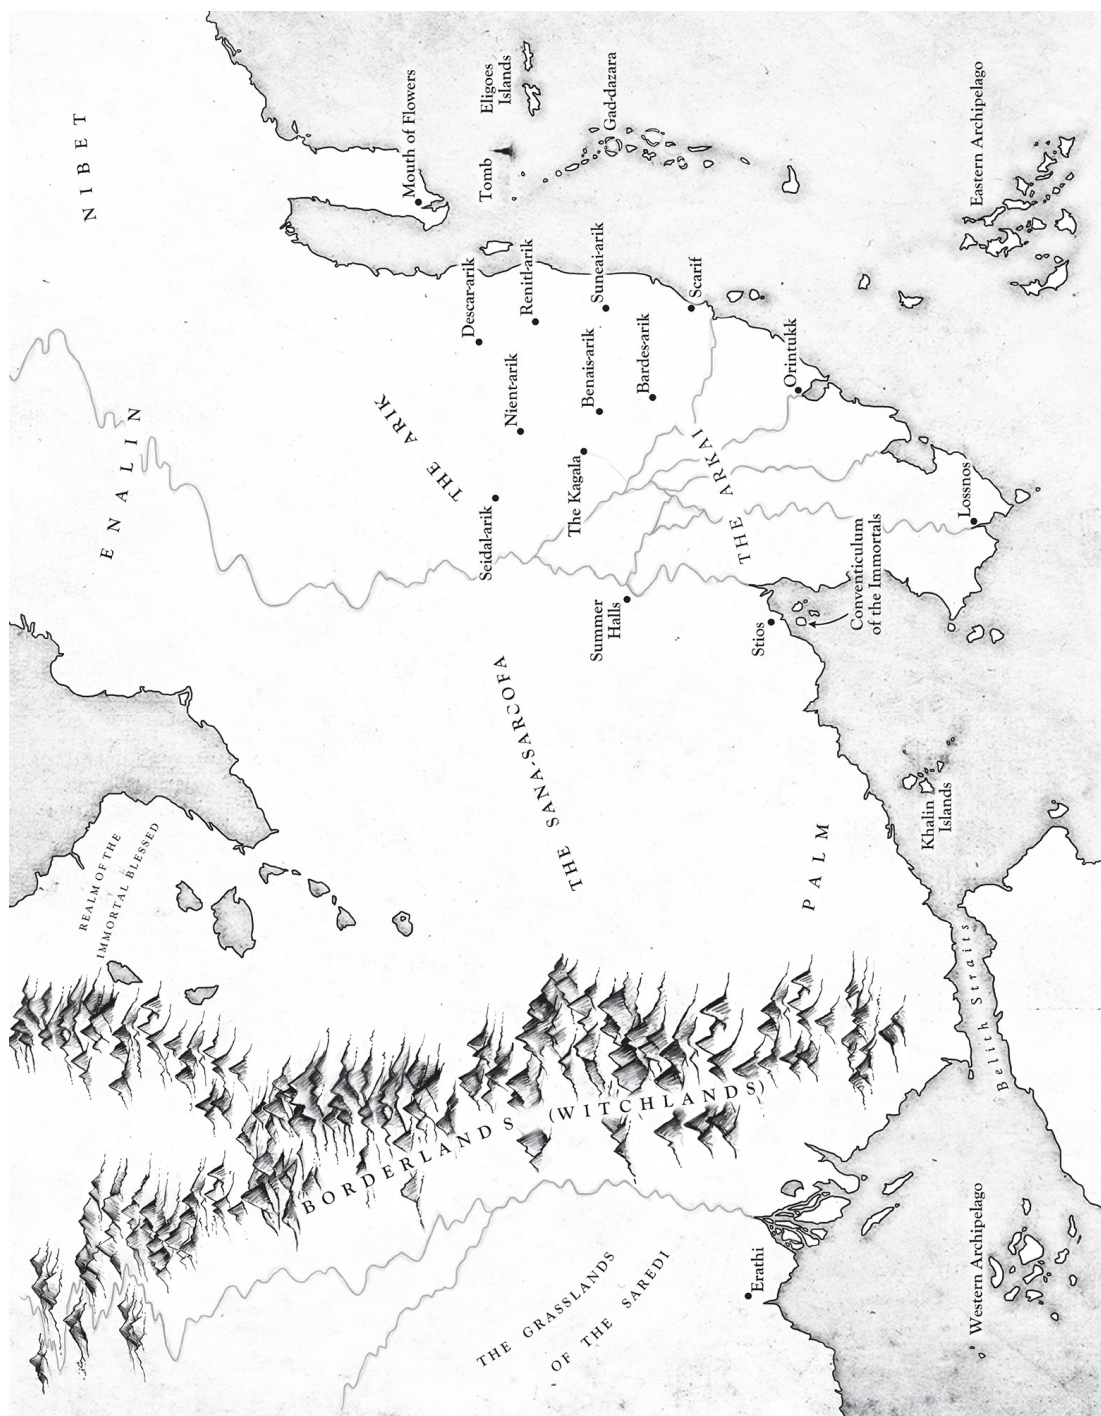 NIBET
ENALIN
REALM OF THE
IMMORTAL BLESSED
BORDERLANDS
(WITCHLANDS)
THE GRASSLANDS
OF THE SAREDI
Erathi
THE SANA-SARCOFA
PALM
THE ARIK
Mouth of Flowers
Eligoes
Islands
Tomb
Gad-dazara
Descar-arik
Renitl-arik
Suneai-arik
Scarif
Nient-arik
Benais-arik
Bardes-arik
Orintukk
Seidal-arik
The Kagala
THE ARKAI
Lossnos
Summer
Halls
Stios
Conventiculum
of the Immortals
Khalin
Islands
Belith Straits
Western Archipelago
Eastern Archipelago